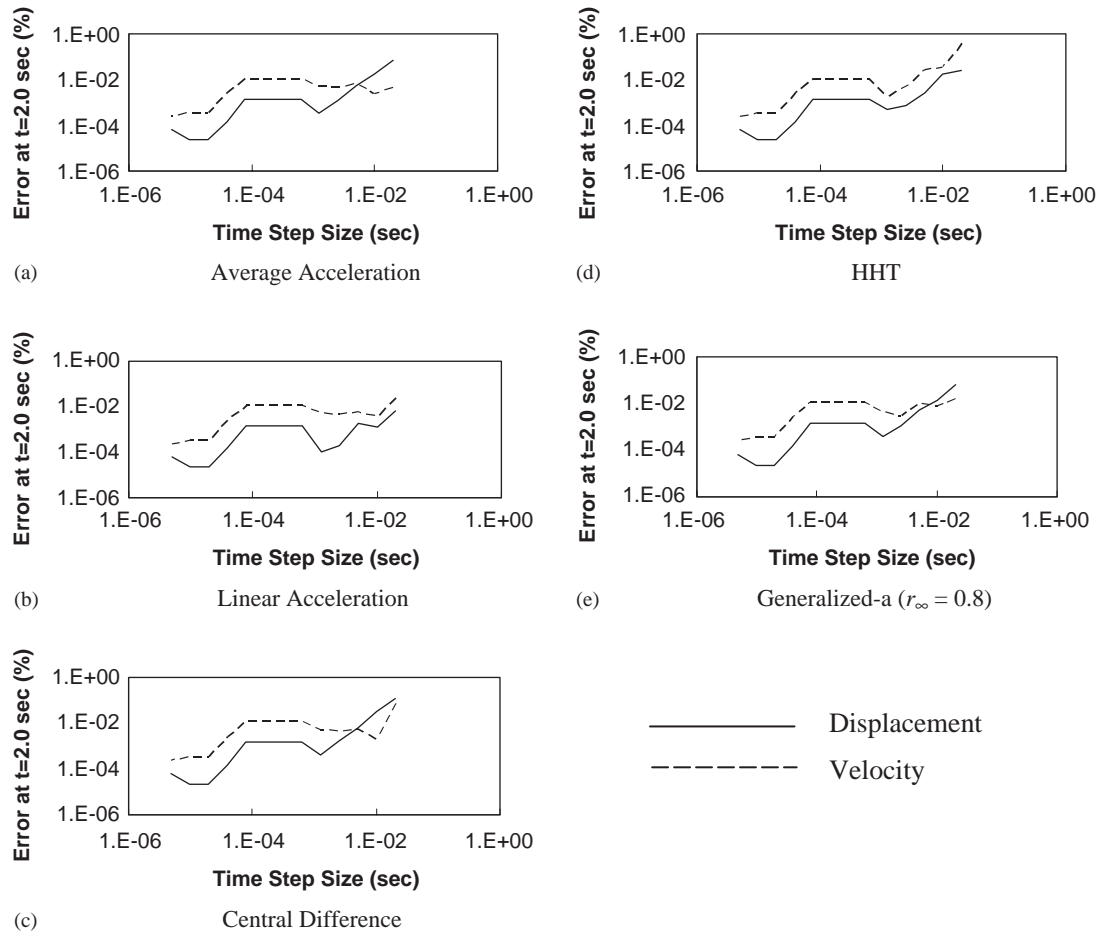 Error at t=2.0 sec (%)
1.E+00
1.E-02
1.E-04
1.E-06
1.E-06 1.E-04 1.E-02 1.E+00
Time Step Size (sec)
(a) Average Acceleration
Error at t=2.0 sec (%)
1.E+00
1.E-02
1.E-04
1.E-06
1.E-06 1.E-04 1.E-02 1.E+00
Time Step Size (sec)
(d) HHT
Error at t=2.0 sec (%)
1.E+00
1.E-02
1.E-04
1.E-06
1.E-06 1.E-04 1.E-02 1.E+00
Time Step Size (sec)
(b) Linear Acceleration
Error at t=2.0 sec (%)
1.E+00
1.E-02
1.E-04
1.E-06
1.E-06 1.E-04 1.E-02 1.E+00
Time Step Size (sec)
(e) Generalized-a (r∞ = 0.8)
Error at t=2.0 sec (%)
1.E+00
1.E-02
1.E-04
1.E-06
1.E-06 1.E-04 1.E-02 1.E+00
Time Step Size (sec)
(c) Central Difference
Displacement
Velocity